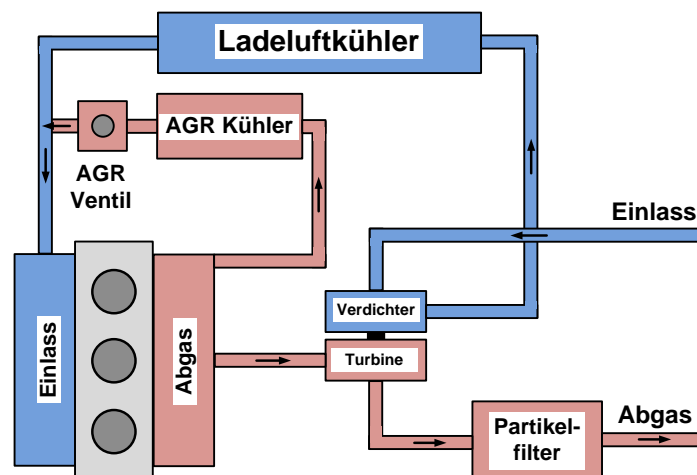 Ladeluftkühler
AGR Kühler
AGR
Ventil
Einlass
Verdichter
Turbine
Einlass
Abgas
Partikel-
filter
Abgas